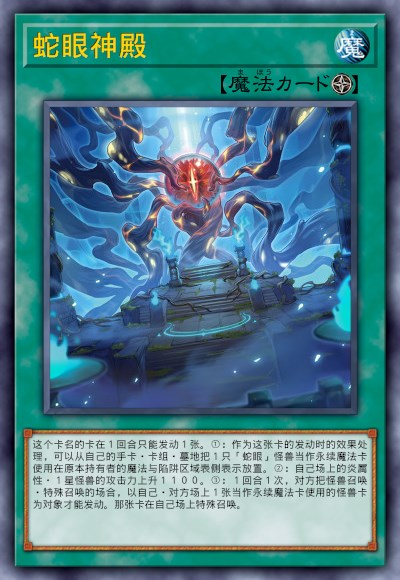 蛇眼神殿
魔
【魔法カード】
まほう
这个卡名的卡在１回合只能发动１张。①：作为这张卡的发动时的效果处
理，可以从自己的手卡・卡组・墓地把１只「蛇眼」怪兽当作永续魔法卡
使用在原本持有者的魔法与陷阱区域表侧表示放置。②：自己场上的炎属
性・１星怪兽的攻击力上升１１００。③：１回合１次，对方把怪兽召唤
・特殊召唤的场合，以自己・对方场上１张当作永续魔法卡使用的怪兽卡
为对象才能发动。那张卡在自己场上特殊召唤。